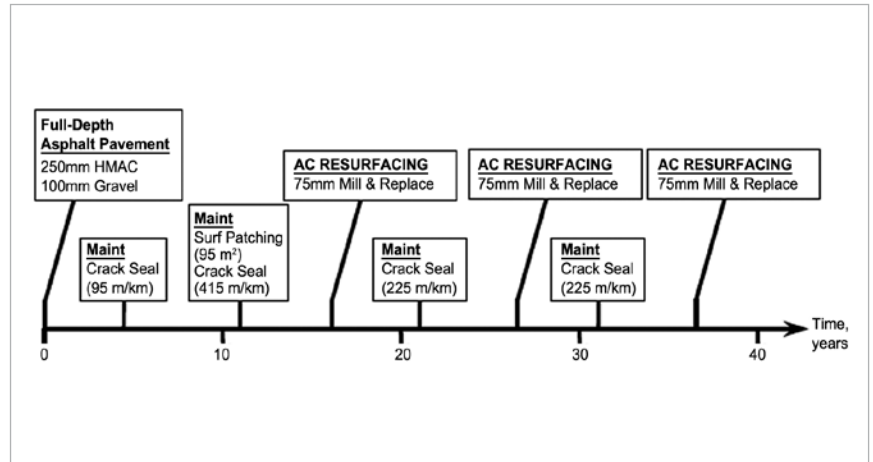 Full-Depth
Asphalt Pavement
250mm HMAC
100mm Gravel
Maint
Crack Seal
(95 m/km)
Maint
Surf Patching
(95 m²)
Crack Seal
(415 m/km)
AC RESURFACING
75mm Mill & Replace
Maint
Crack Seal
(225 m/km)
AC RESURFACING
75mm Mill & Replace
Maint
Crack Seal
(225 m/km)
AC RESURFACING
75mm Mill & Replace
0
10
20
30
40
Time,
years